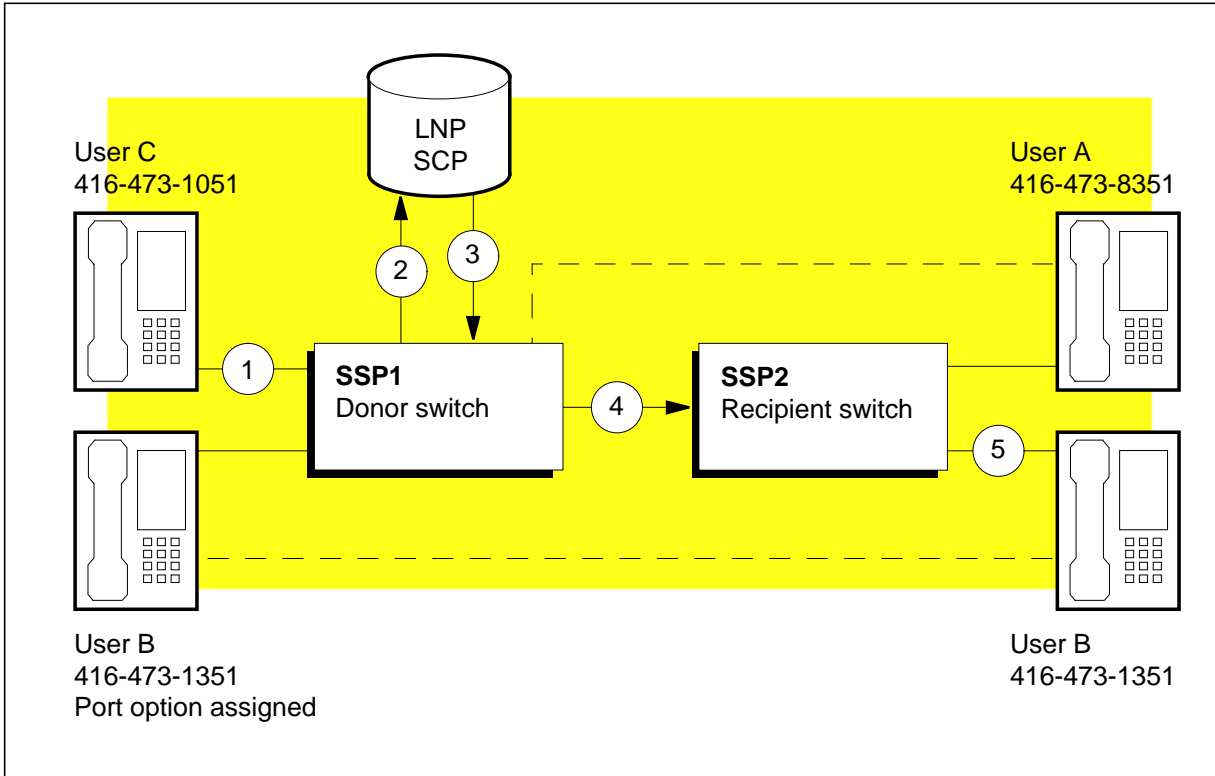 LNP
SCP
User C
416-473-1051
User A
416-473-8351
2
3
1
SSP1
Donor switch
4
SSP2
Recipient switch
5
User B
416-473-1351
Port option assigned
User B
416-473-1351